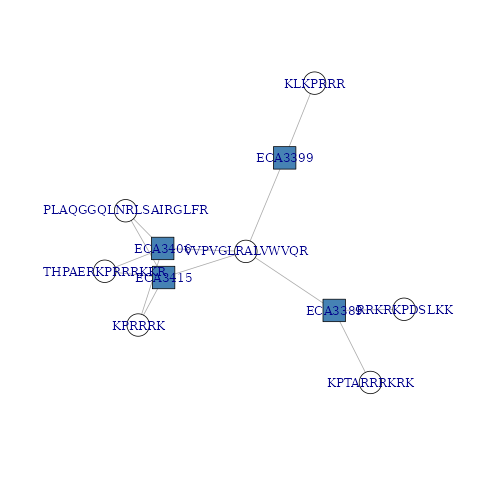 KLKPRRR
ECA3399
PLAQGGQLNRLSAIRGLFR
ECA3406
VVPVGLRALVWVQR
THPAERKPRRRKKR
ECA3415
ECA3389
RRKRKPDSLKK
KPRRRK
KPTARRRKRK